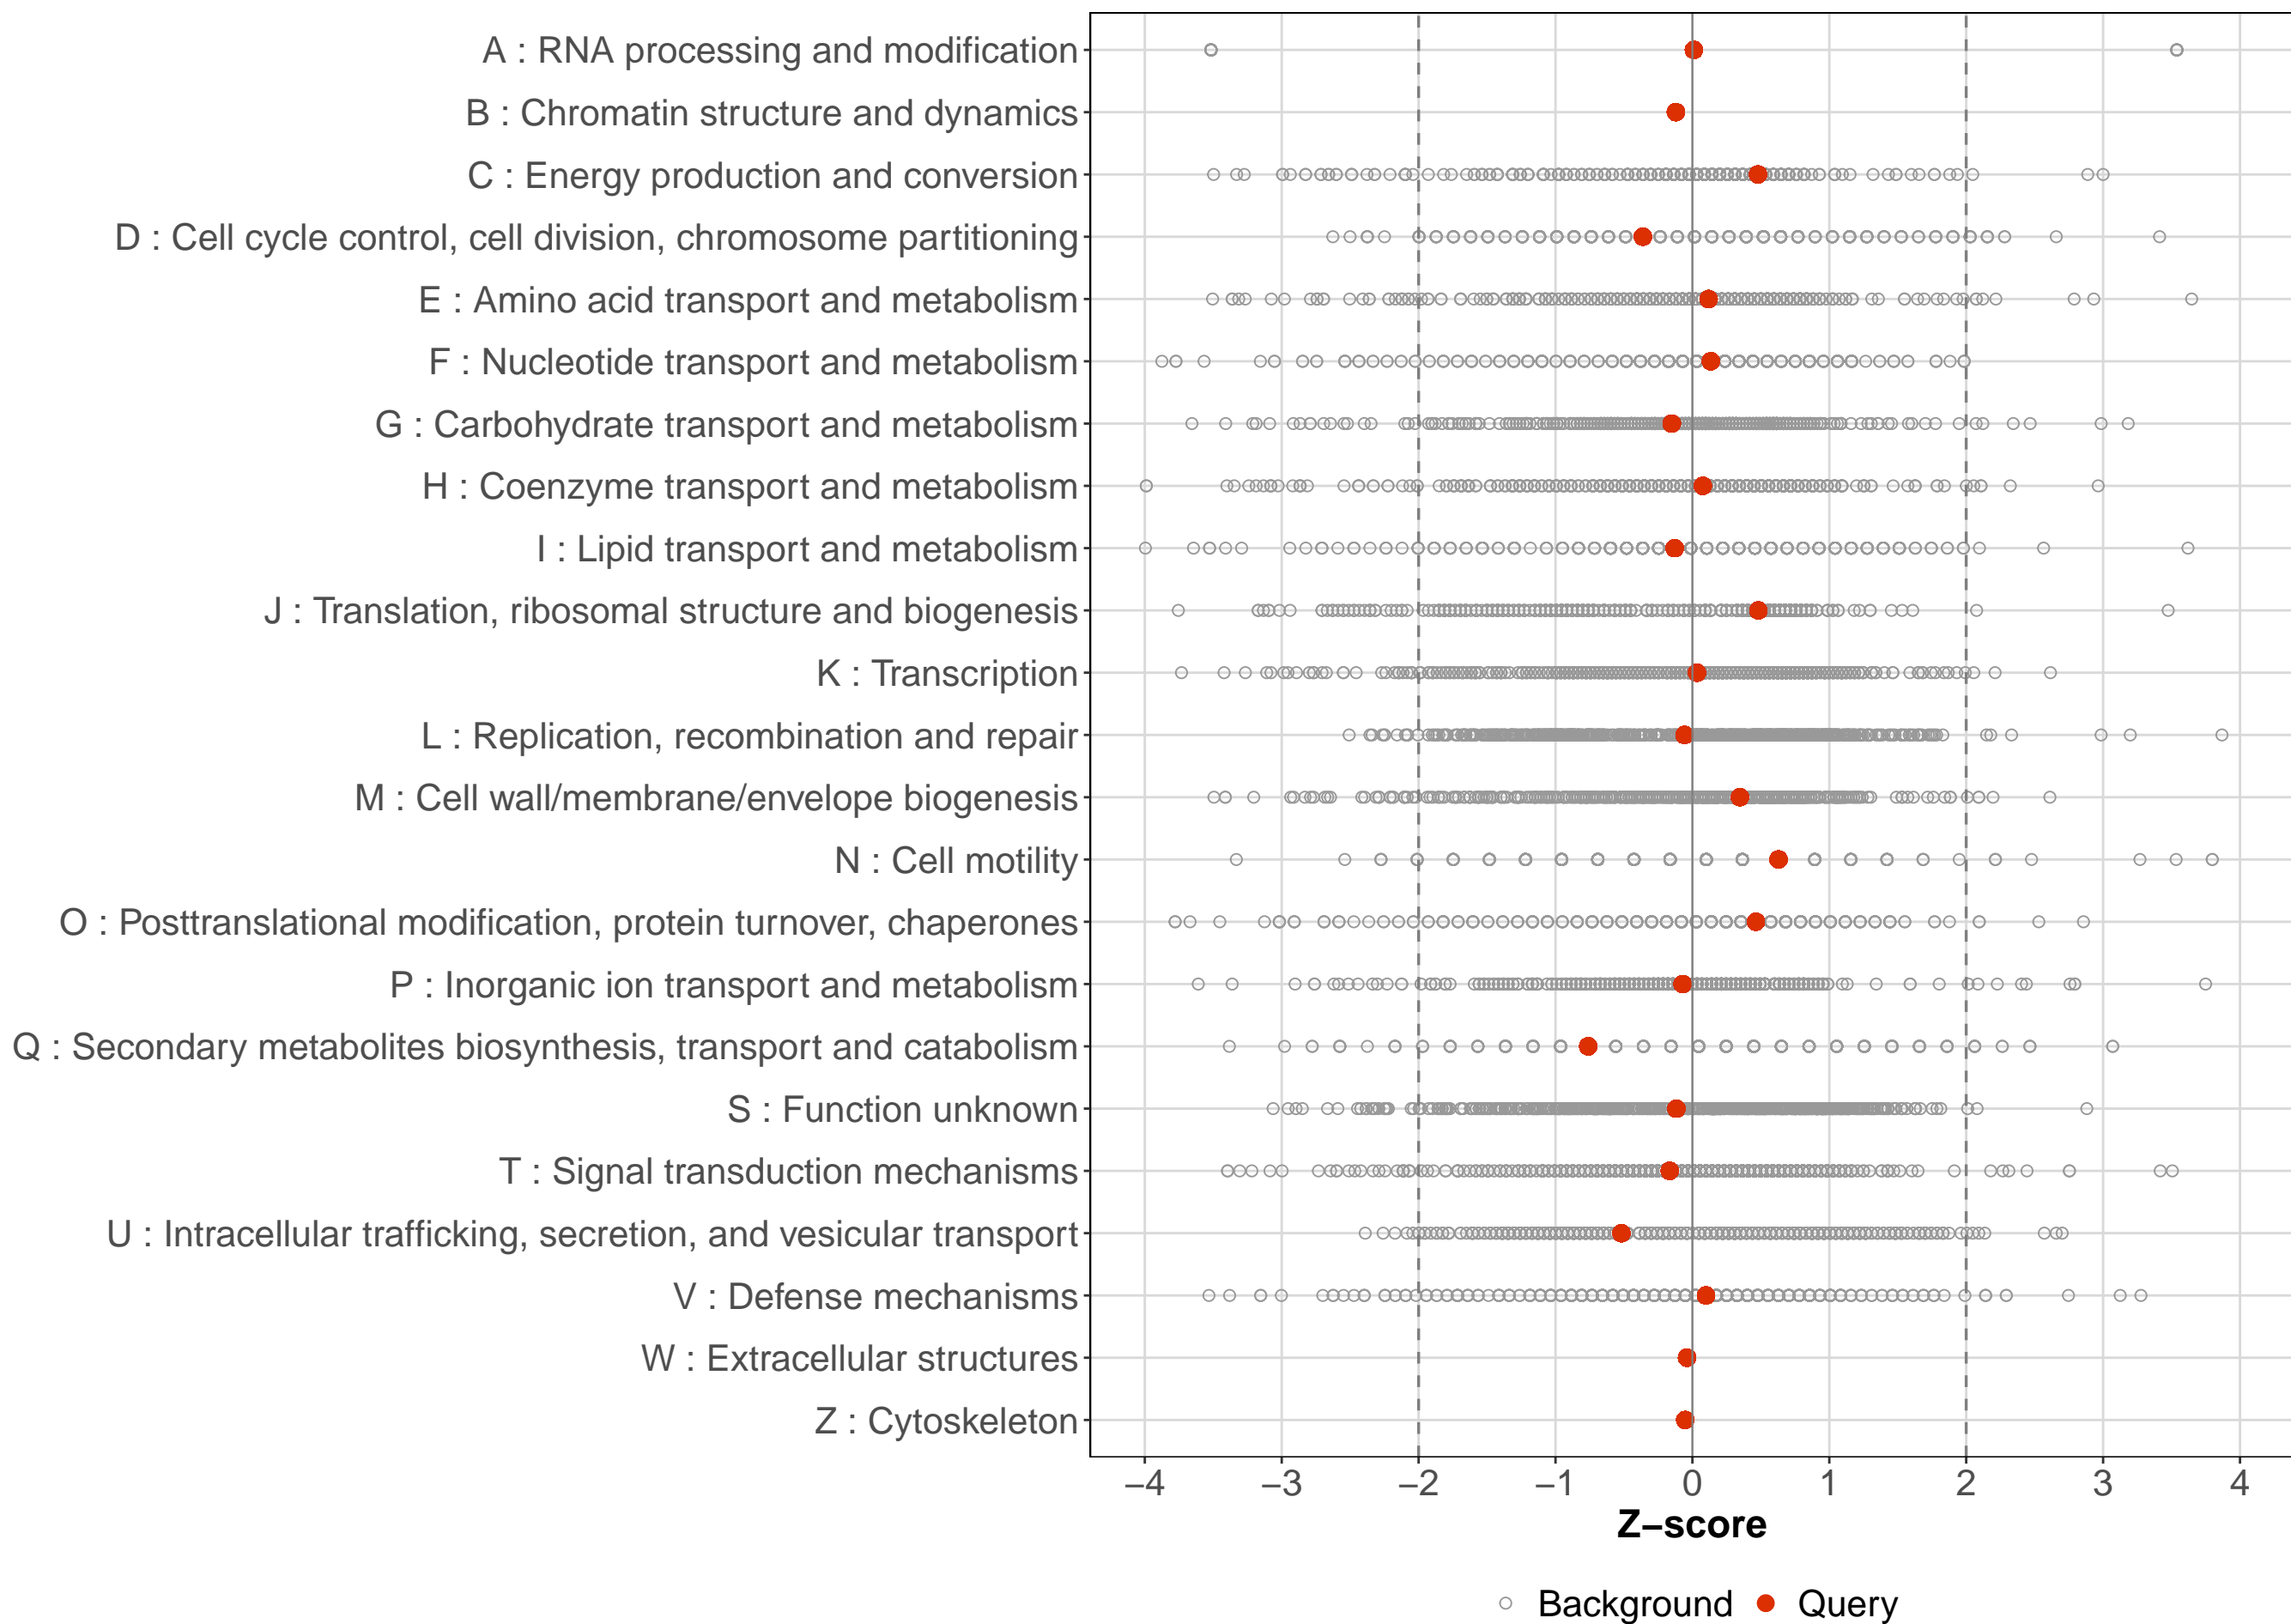 A : RNA processing and modification
B : Chromatin structure and dynamics
C : Energy production and conversion
D : Cell cycle control, cell division, chromosome partitioning
E : Amino acid transport and metabolism
F : Nucleotide transport and metabolism
G : Carbohydrate transport and metabolism
H : Coenzyme transport and metabolism
I : Lipid transport and metabolism
J : Translation, ribosomal structure and biogenesis
K : Transcription
L : Replication, recombination and repair
M : Cell wall/membrane/envelope biogenesis
N : Cell motility
O : Posttranslational modification, protein turnover, chaperones
P : Inorganic ion transport and metabolism
Q : Secondary metabolites biosynthesis, transport and catabolism
S : Function unknown
T : Signal transduction mechanisms
U : Intracellular trafficking, secretion, and vesicular transport
V : Defense mechanisms
W : Extracellular structures
Z : Cytoskeleton
−4 −3 −2 −1 0 1 2 3 4
Z−score
Background Query